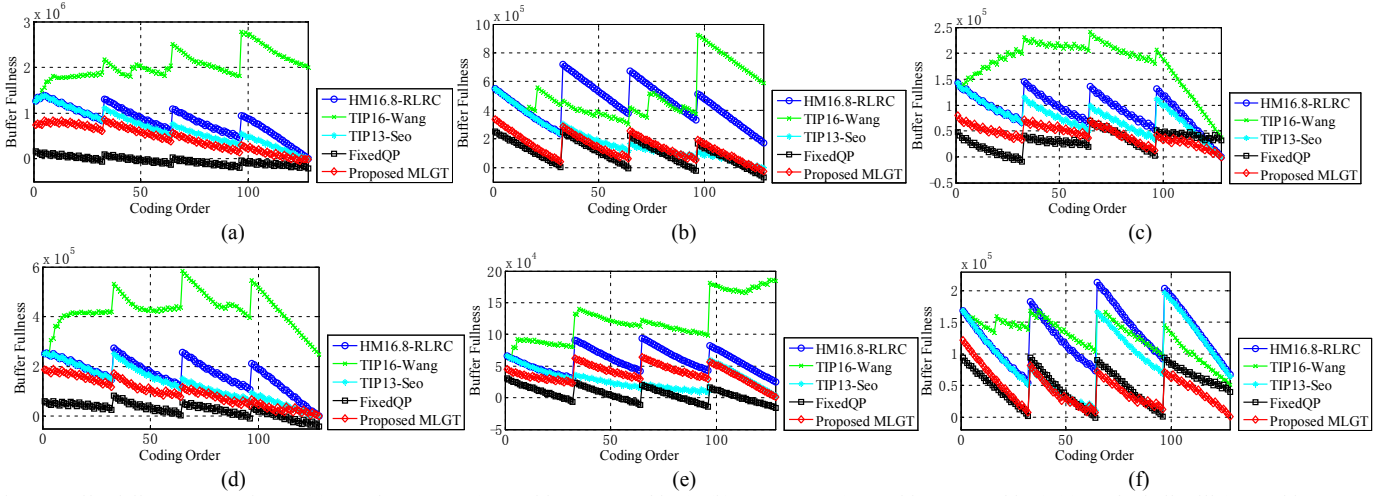 x 10^6
3
2
1
0
0
50
100
Buffer Fullness
Coding Order
HM16.8-RLRC
TIP16-Wang
TIP13-Seo
FixedQP
Proposed MLGT
(a)
x 10^5
10
8
6
4
2
0
0
50
100
Buffer Fullness
Coding Order
HM16.8-RLRC
TIP16-Wang
TIP13-Seo
FixedQP
Proposed MLGT
(b)
x 10^5
2.5
2
1.5
1
0.5
0
-0.5
0
50
100
Buffer Fullness
Coding Order
HM16.8-RLRC
TIP16-Wang
TIP13-Seo
FixedQP
Proposed MLGT
(c)
x 10^5
6
4
2
0
0
50
100
Buffer Fullness
Coding Order
HM16.8-RLRC
TIP16-Wang
TIP13-Seo
FixedQP
Proposed MLGT
(d)
x 10^4
20
15
10
5
0
-5
0
50
100
Buffer Fullness
Coding Order
HM16.8-RLRC
TIP16-Wang
TIP13-Seo
FixedQP
Proposed MLGT
(e)
x 10^5
2
1.5
1
0.5
0
0
50
100
Buffer Fullness
Coding Order
HM16.8-RLRC
TIP16-Wang
TIP13-Seo
FixedQP
Proposed MLGT
(f)